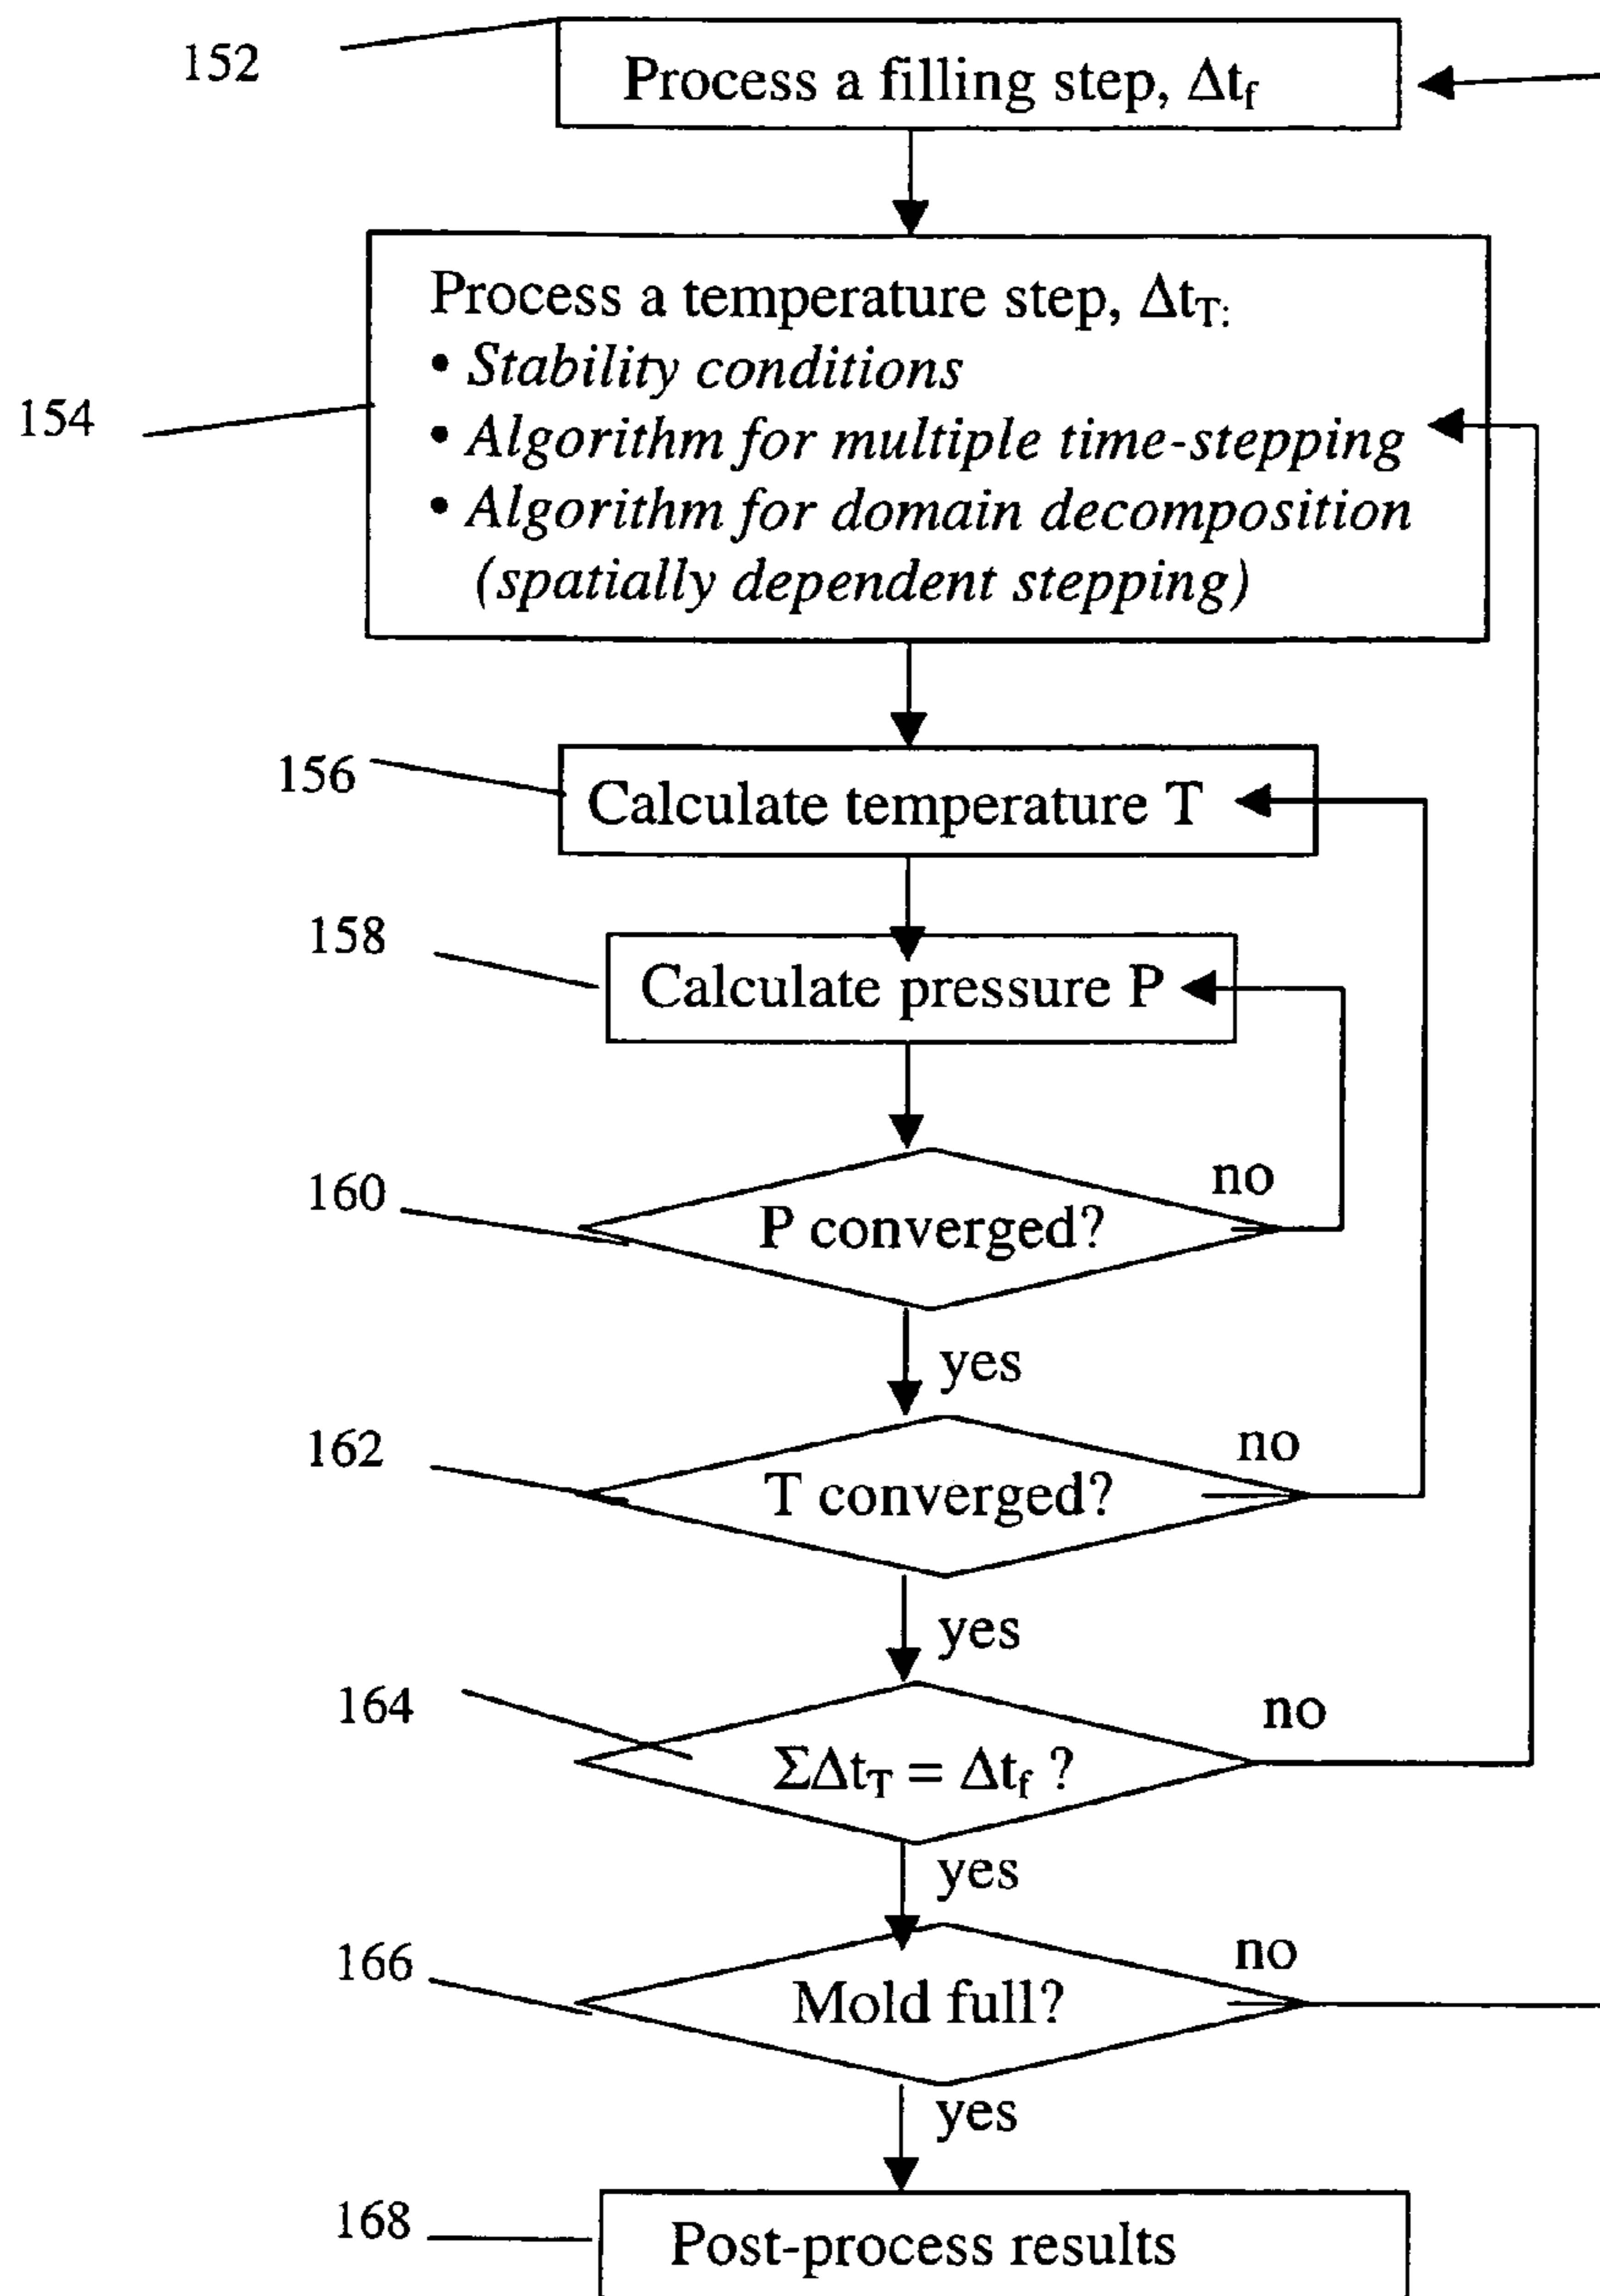 152
Process a filling step, Δtf
Process a temperature step, ΔtT:
• Stability conditions
154
• Algorithm for multiple time-stepping
• Algorithm for domain decomposition
(spatially dependent stepping)
156
Calculate temperature T
158
Calculate pressure P
160
no
P converged?
yes
162
no
T converged?
yes
164
no
ΣΔtT = Δtf ?
yes
166
no
Mold full?
yes
168
Post-process results